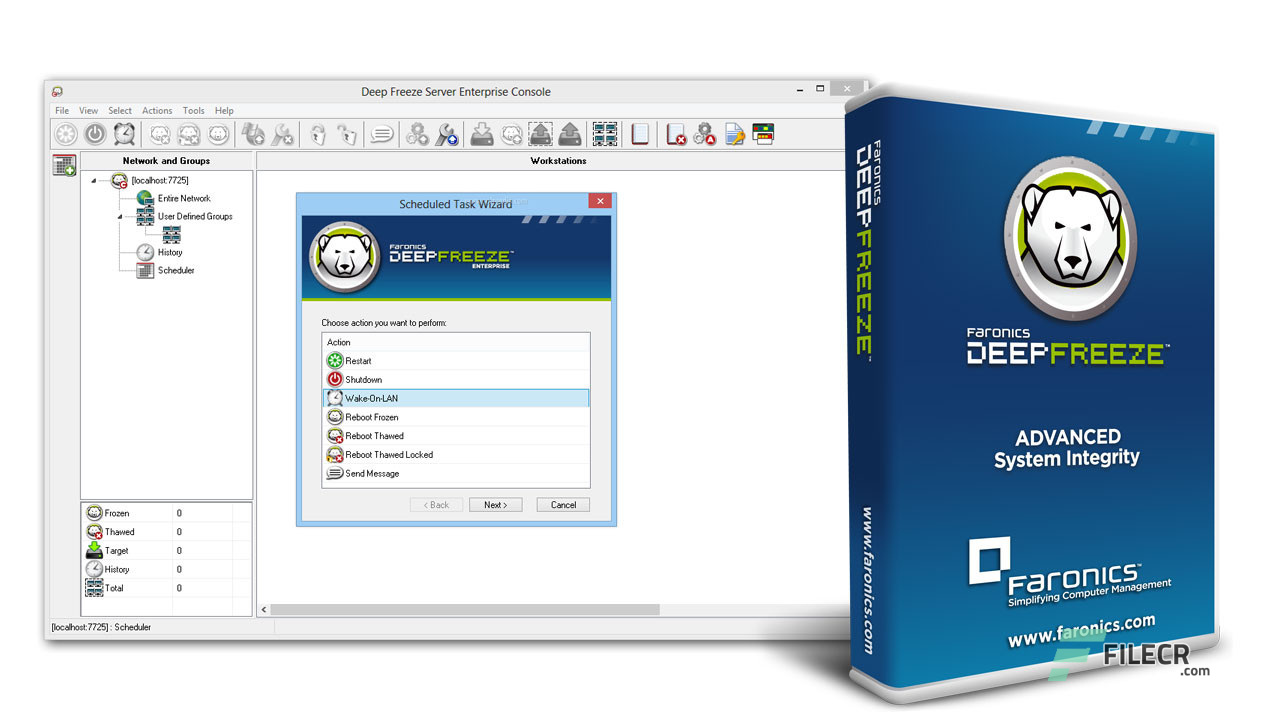 Deep Freeze Server Enterprise Console
File View Select Actions Tools Help
Network and Groups
Workstations
[localhost:7725]
Entire Network
User Defined Groups
History
Scheduler
Frozen 0
Thawed 0
Target 0
History 0
Total 0
[localhost:7725] : Scheduler
Scheduled Task Wizard
Faronics
DEEPFREEZE™
ENTERPRISE
Choose action you want to perform:
Action
Restart
Shutdown
Wake-On-LAN
Reboot Frozen
Reboot Thawed
Reboot Thawed Locked
Send Message
< Back Next > Cancel
Faronics
DEEPFREEZE™
www.faronics.com
Faronics
DEEPFREEZE™
ADVANCED
System Integrity
Faronics™
Simplifying Computer Management
www.faronics.com
FILECR
.com